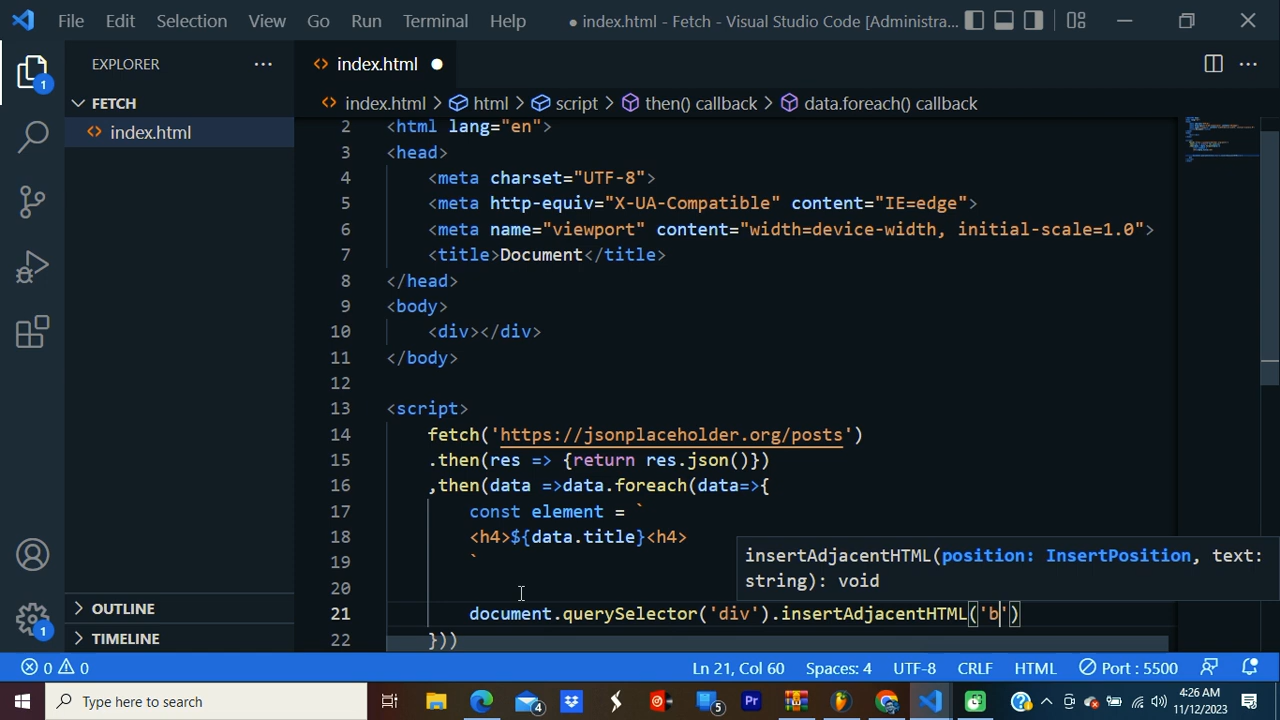 File Edit Selection View Go Run Terminal Help
● index.html - Fetch - Visual Studio Code [Administra...
EXPLORER
index.html
index.html > html > script > then() callback > data.foreach() callback
FETCH
index.html
2 <html lang="en">
3 <head>
4 <meta charset="UTF-8">
5 <meta http-equiv="X-UA-Compatible" content="IE=edge">
6 <meta name="viewport" content="width=device-width, initial-scale=1.0">
7 <title>Document</title>
8 </head>
9 <body>
10 <div></div>
11 </body>
12
13 <script>
14 fetch('https://jsonplaceholder.org/posts')
15 .then(res => {return res.json()})
16 ,then(data =>data.foreach(data=>{
17 const element = `
18 <h4>${data.title}<h4>
19 `
20
21 document.querySelector('div').insertAdjacentHTML('b')
22 }))
insertAdjacentHTML(position: InsertPosition, text:
string): void
1
1
OUTLINE
TIMELINE
0 0
Ln 21, Col 60 Spaces: 4 UTF-8 CRLF HTML Port : 5500
Type here to search
4
5
4:26 AM
11/12/2023